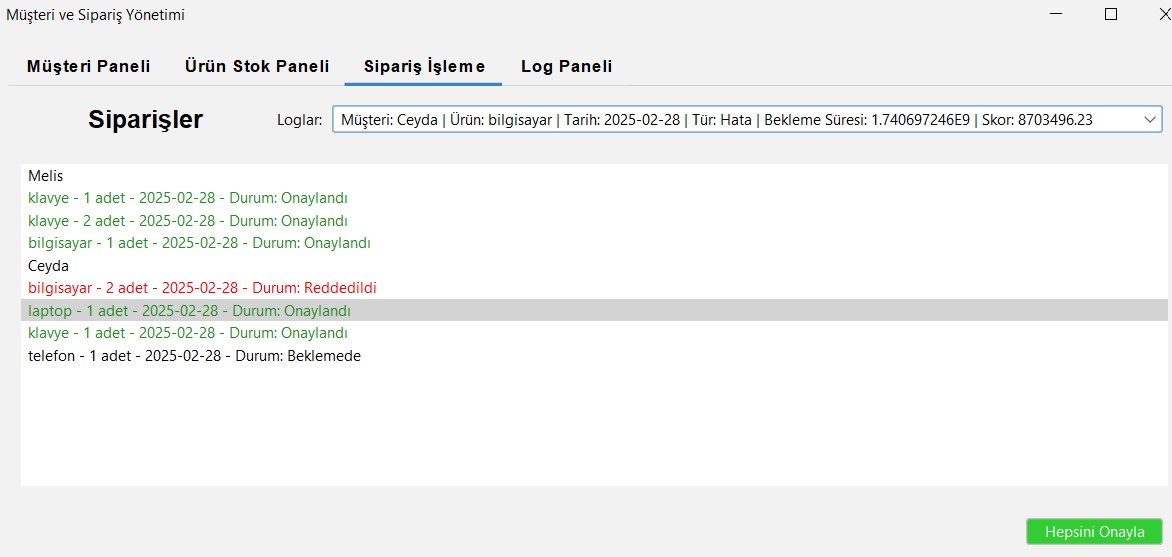 Müşteri ve Sipariş Yönetimi
Müşteri Paneli Ürün Stok Paneli Sipariş İşleme Log Paneli
Siparişler Loglar: Müşteri: Ceyda | Ürün: bilgisayar | Tarih: 2025-02-28 | Tür: Hata | Bekleme Süresi: 1.740697246E9 | Skor: 8703496.23
Melis
klavye - 1 adet - 2025-02-28 - Durum: Onaylandı
klavye - 2 adet - 2025-02-28 - Durum: Onaylandı
bilgisayar - 1 adet - 2025-02-28 - Durum: Onaylandı
Ceyda
bilgisayar - 2 adet - 2025-02-28 - Durum: Reddedildi
laptop - 1 adet - 2025-02-28 - Durum: Onaylandı
klavye - 1 adet - 2025-02-28 - Durum: Onaylandı
telefon - 1 adet - 2025-02-28 - Durum: Beklemede
Hepsini Onayla